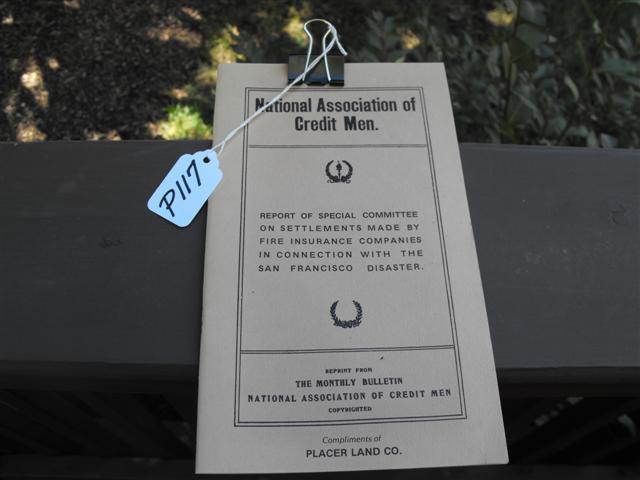 National Association of
Credit Men.
P117
REPORT OF SPECIAL COMMITTEE
ON SETTLEMENTS MADE BY
FIRE INSURANCE COMPANIES
IN CONNECTION WITH THE
SAN FRANCISCO DISASTER.
REPRINT FROM
THE MONTHLY BULLETIN
NATIONAL ASSOCIATION OF CREDIT MEN
COPYRIGHTED
Compliments of
PLACER LAND CO.